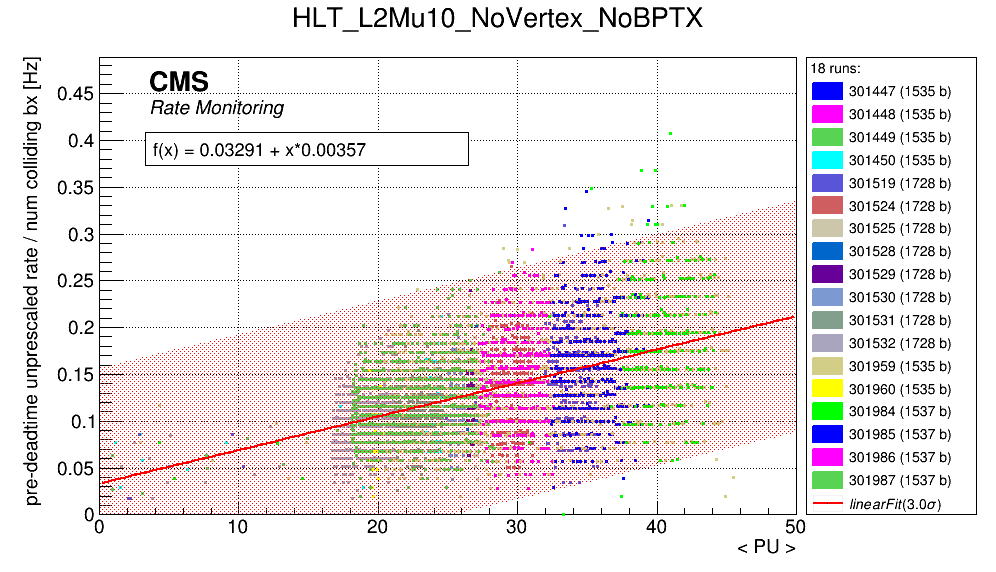 HLT_L2Mu10_NoVertex_NoBPTX
pre-deadtime unprescaled rate / num colliding bx [Hz]
CMS
Rate Monitoring
f(x) = 0.03291 + x*0.00357
0.45
0.4
0.35
0.3
0.25
0.2
0.15
0.1
0.05
0
0 10 20 30 40 50
< PU >
18 runs:
301447 (1535 b)
301448 (1535 b)
301449 (1535 b)
301450 (1535 b)
301519 (1728 b)
301524 (1728 b)
301525 (1728 b)
301528 (1728 b)
301529 (1728 b)
301530 (1728 b)
301531 (1728 b)
301532 (1728 b)
301959 (1535 b)
301960 (1535 b)
301984 (1537 b)
301985 (1537 b)
301986 (1537 b)
301987 (1537 b)
linearFit(3.0σ)